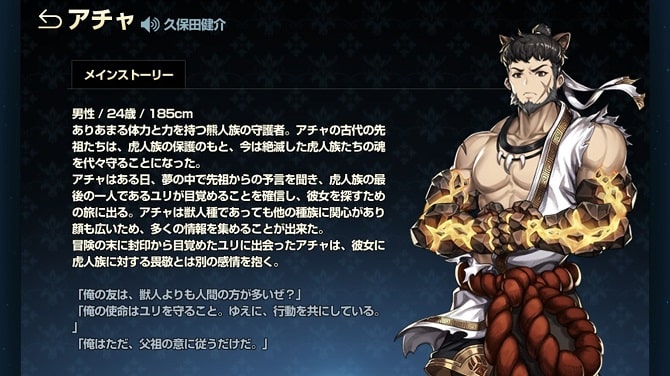 アチャ
久保田健介
メインストーリー
男性 / 24歳 / 185cm
ありあまる体力と力を持つ熊人族の守護者。アチャの古代の先
祖たちは、虎人族の保護のもと、今は絶滅した虎人族たちの魂
を代々守ることになった。
アチャはある日、夢の中で先祖からの予言を聞き、虎人族の最
後の一人であるユリが目覚めることを確信し、彼女を探すため
の旅に出る。アチャは獣人種であっても他の種族に関心があり
顔も広いため、多くの情報を集めることが出来た。
冒険の末に封印から目覚めたユリに出会ったアチャは、彼女に
虎人族に対する畏敬とは別の感情を抱く。
「俺の友は、獣人よりも人間の方が多いぜ？」
「俺の使命はユリを守ること。ゆえに、行動を共にしている。
」
「俺はただ、父祖の意に従うだけだ。」